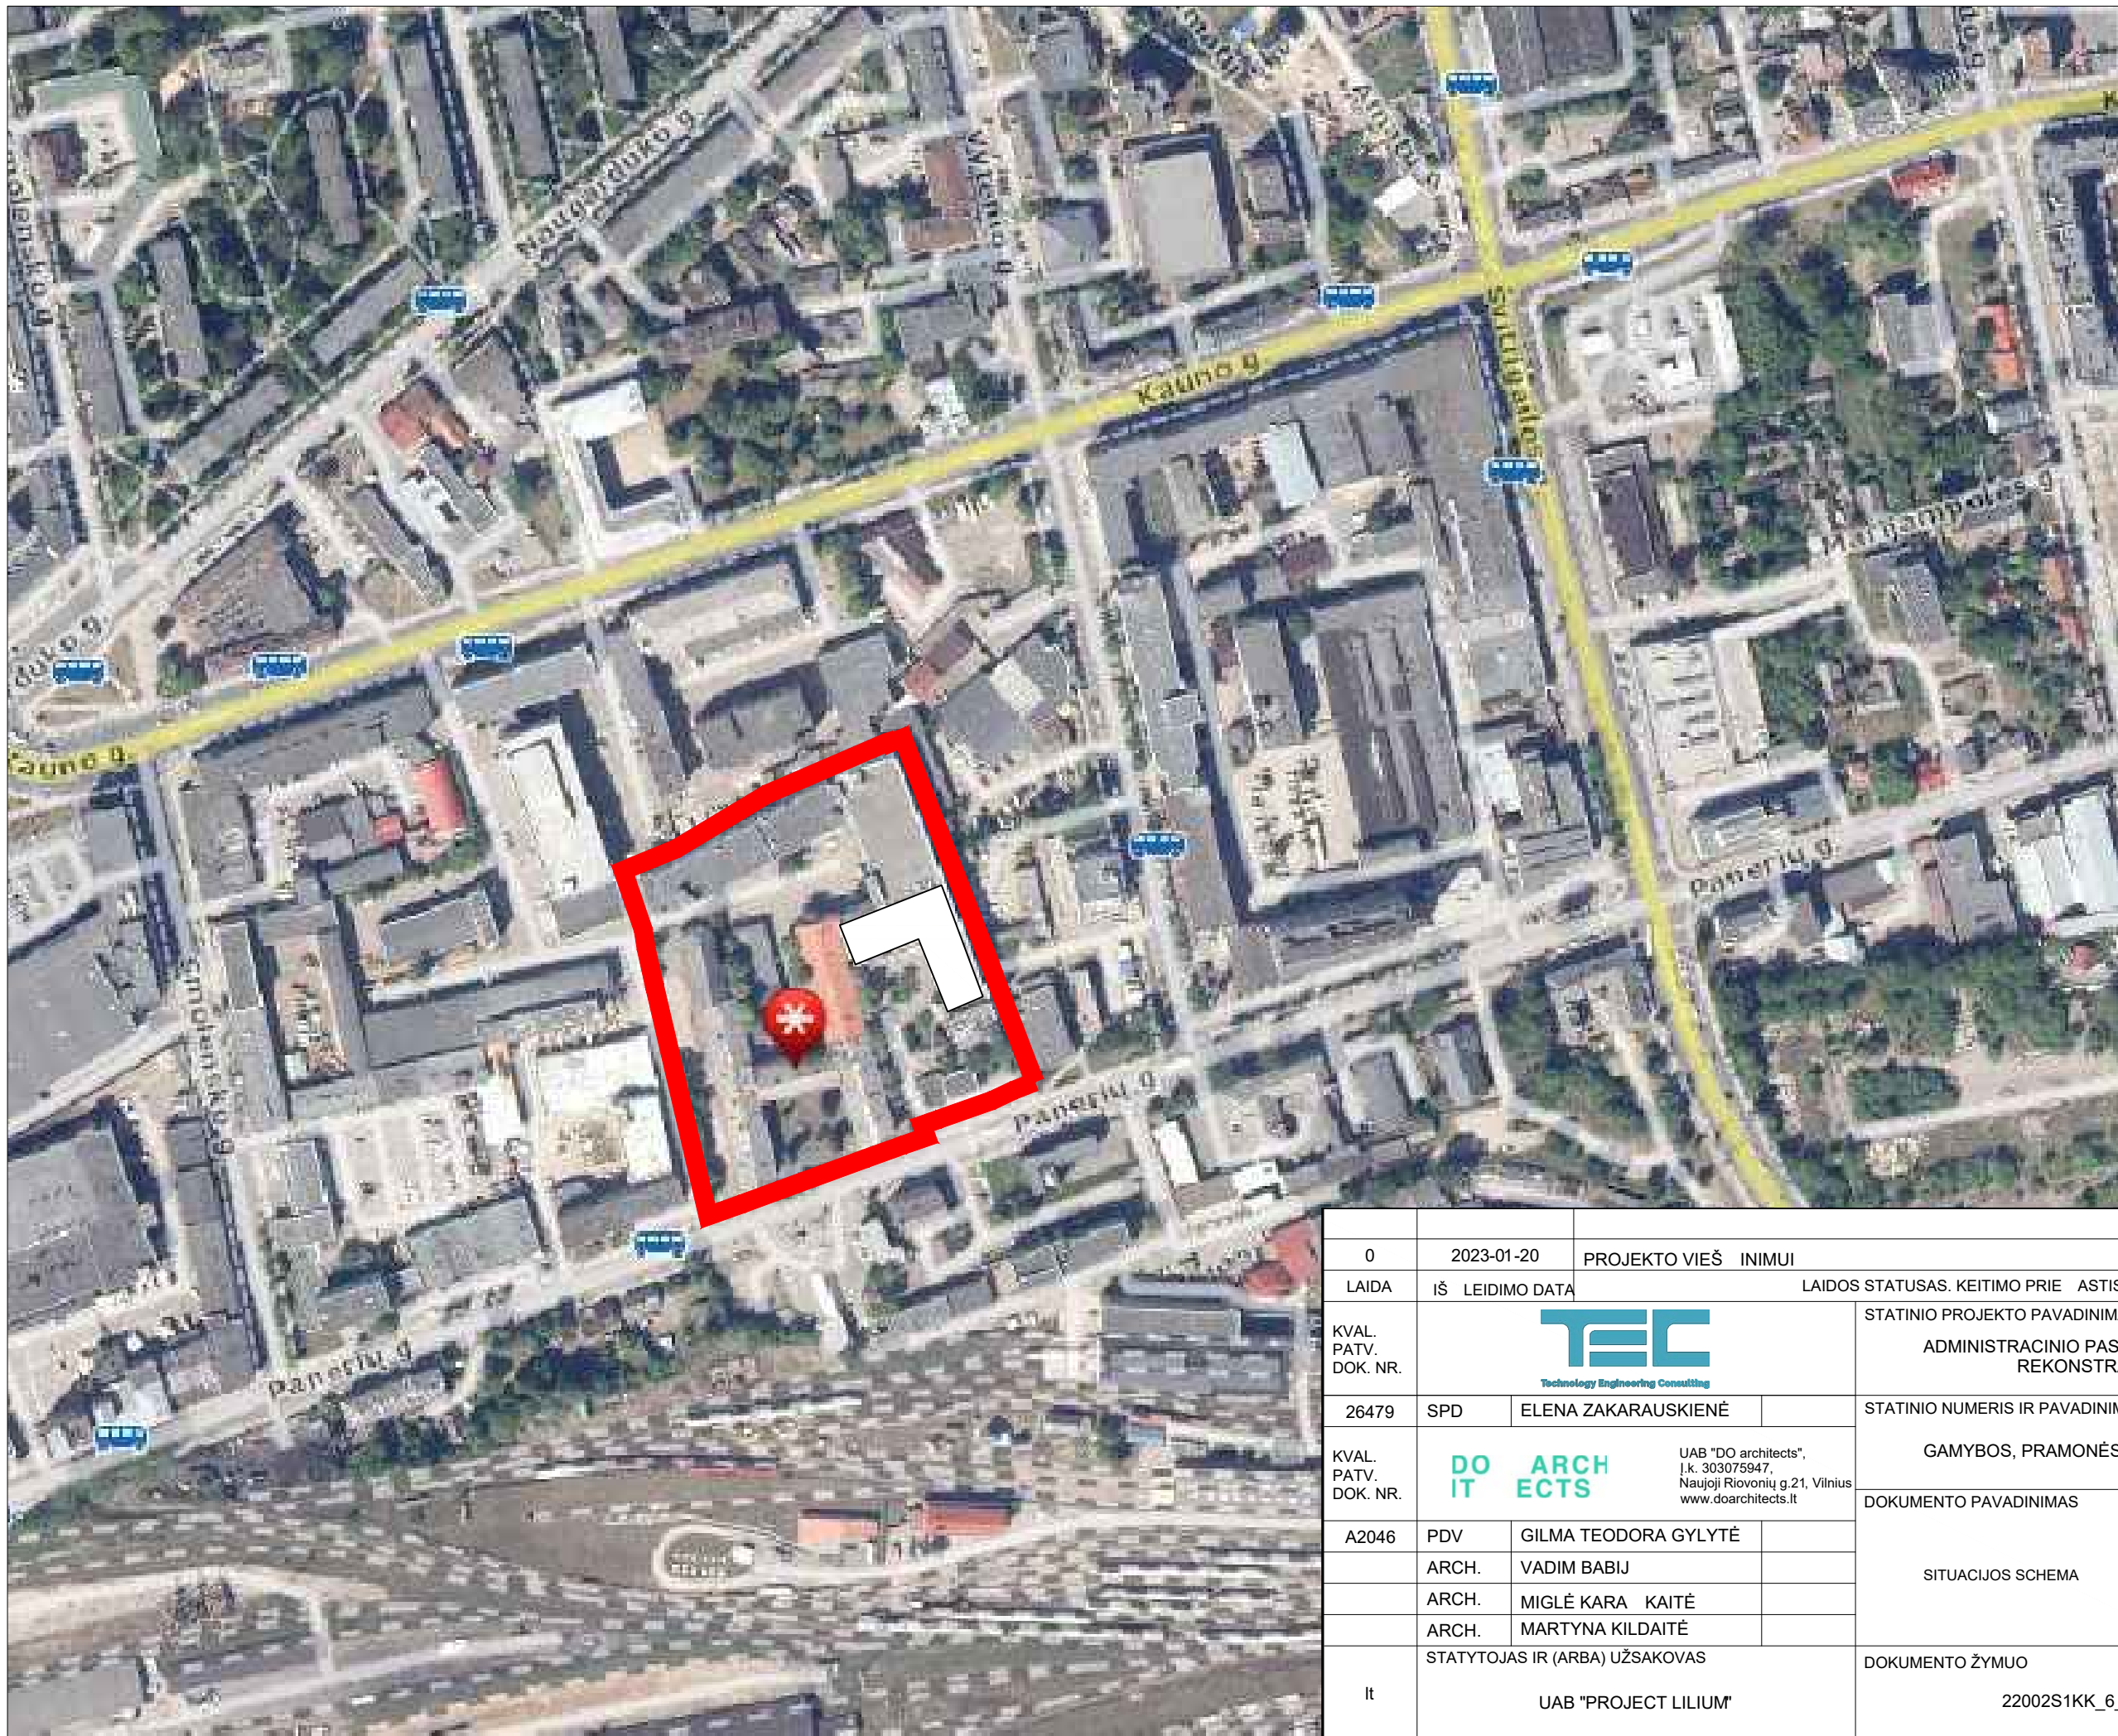 Naugarduko g.
Vytenio g.
Kauno g.
Švitrigailos
Marijampolės g.
Kauno g.
Panerių g.
Smolensko g.
Panerių g.
Panerių g.
0 2023-01-20 PROJEKTO VIEŠ INIMUI
LAIDA IŠ LEIDIMO DATA LAIDOS STATUSAS. KEITIMO PRIE ASTIS
KVAL.
PATV.
DOK. NR.
TEC
Technology Engineering Consulting
STATINIO PROJEKTO PAVADINIM
ADMINISTRACINIO PAS
REKONSTR
26479 SPD ELENA ZAKARAUSKIENĖ
STATINIO NUMERIS IR PAVADINIM
GAMYBOS, PRAMONĖS
KVAL.
PATV.
DOK. NR.
DO ARCH
IT ECTS
UAB "DO architects",
Į.k. 303075947,
Naujoji Riovonių g.21, Vilnius
www.doarchitects.lt
DOKUMENTO PAVADINIMAS
SITUACIJOS SCHEMA
A2046 PDV GILMA TEODORA GYLYTĖ
ARCH. VADIM BABIJ
ARCH. MIGLĖ KARA KAITĖ
ARCH. MARTYNA KILDAITĖ
lt
STATYTOJAS IR (ARBA) UŽSAKOVAS
UAB "PROJECT LILIUM"
DOKUMENTO ŽYMUO
22002S1KK_6_